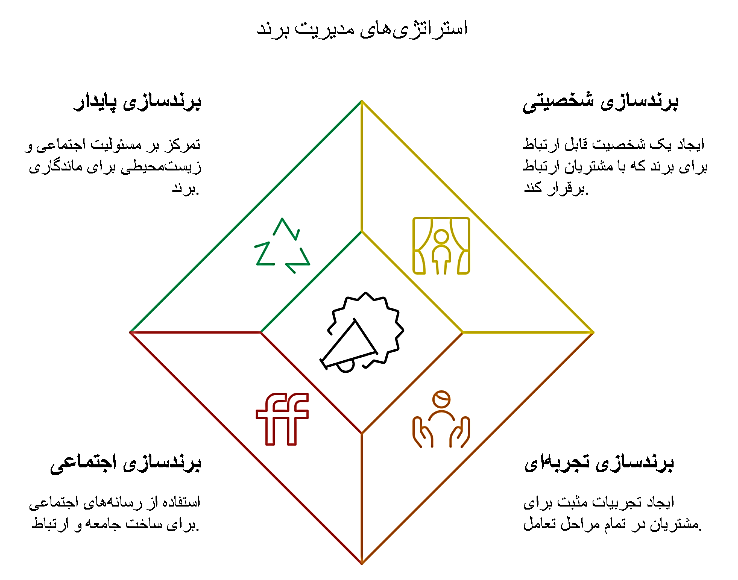 استراتژی‌های مدیریت برند
برندسازی شخصیتی
ایجاد یک شخصیت قابل ارتباط
برای برند که با مشتریان ارتباط
برقرار کند.
برندسازی پایدار
تمرکز بر مسئولیت اجتماعی و
زیست‌محیطی برای ماندگاری
برند.
برندسازی تجربه‌ای
ایجاد تجربیات مثبت برای
مشتریان در تمام مراحل تعامل.
برندسازی اجتماعی
استفاده از رسانه‌های اجتماعی
برای ساخت جامعه و ارتباط.